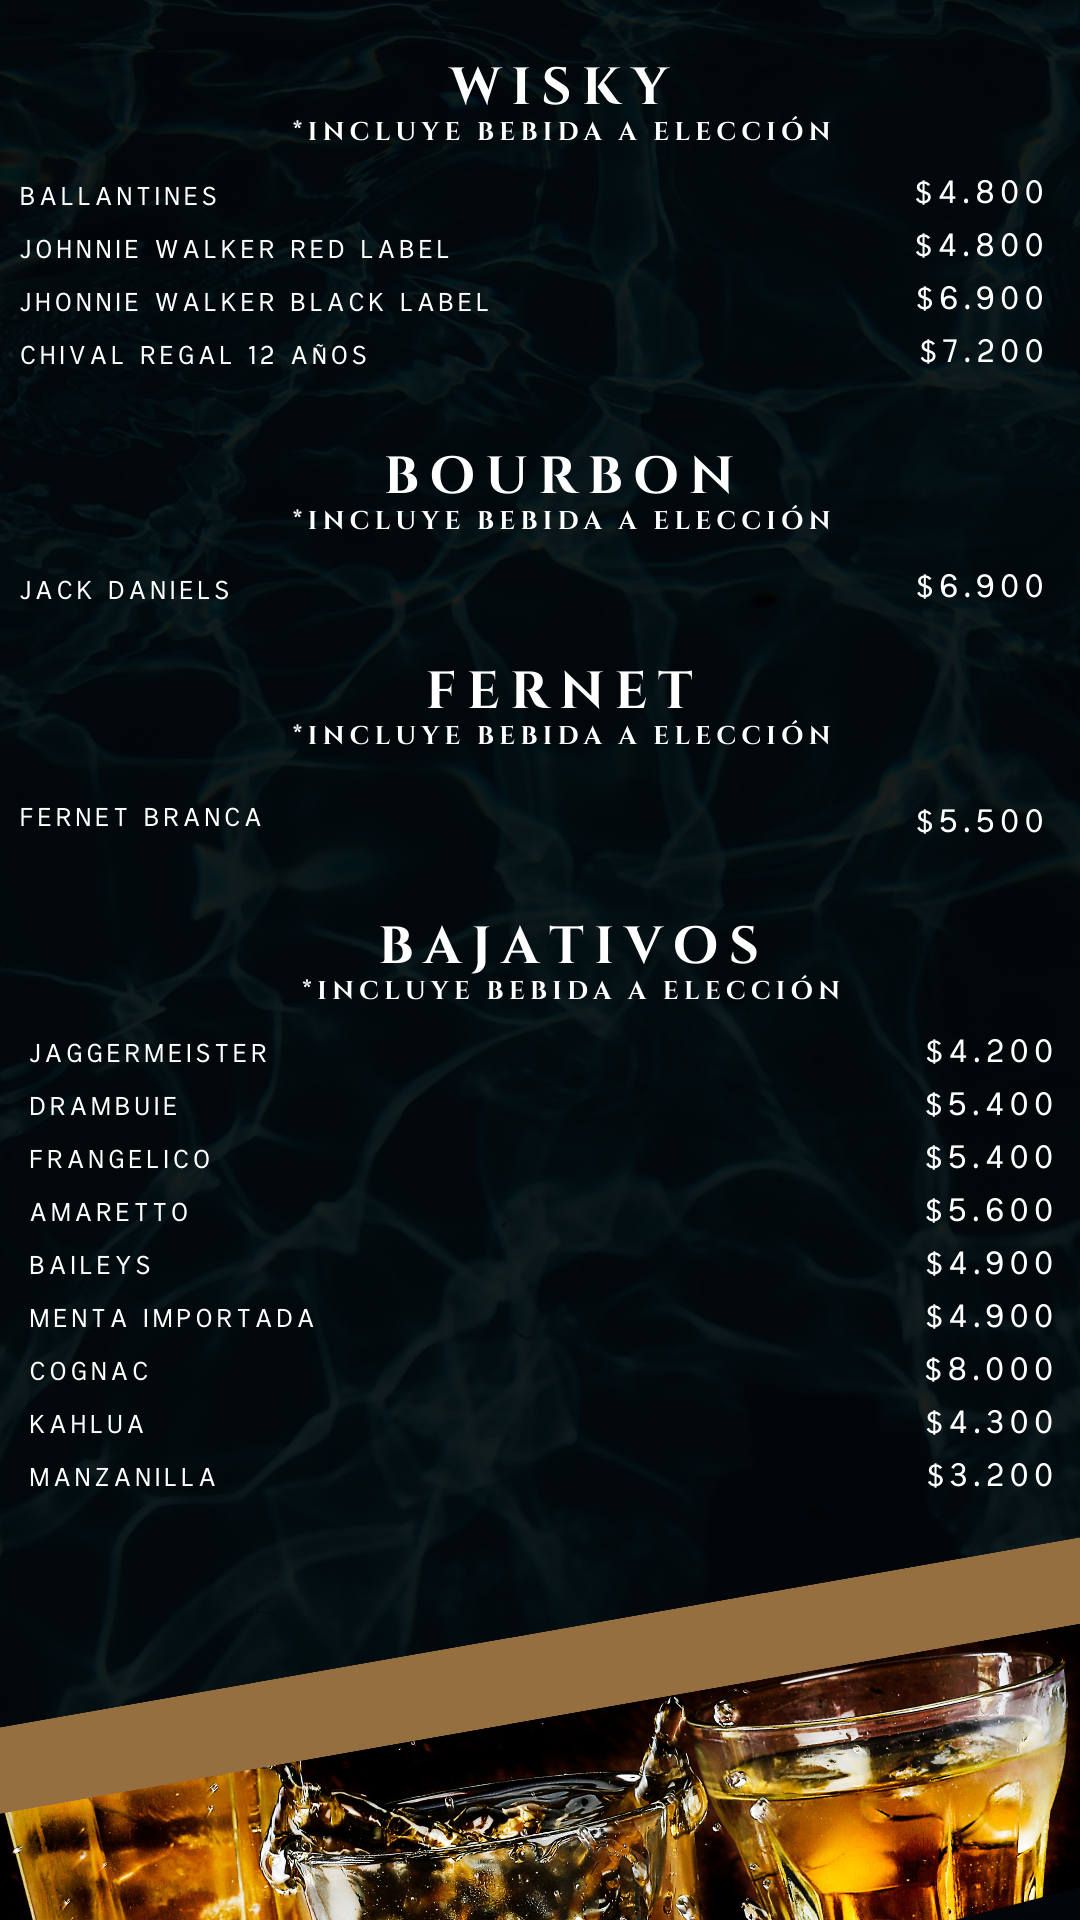 WISKY
*INCLUYE BEBIDA A ELECCIÓN
BALLANTINES $4.800
JOHNNIE WALKER RED LABEL $4.800
JHONNIE WALKER BLACK LABEL $6.900
CHIVAL REGAL 12 AÑOS $7.200
BOURBON
*INCLUYE BEBIDA A ELECCIÓN
JACK DANIELS $6.900
FERNET
*INCLUYE BEBIDA A ELECCIÓN
FERNET BRANCA $5.500
BAJATIVOS
*INCLUYE BEBIDA A ELECCIÓN
JAGGERMEISTER $4.200
DRAMBUIE $5.400
FRANGELICO $5.400
AMARETTO $5.600
BAILEYS $4.900
MENTA IMPORTADA $4.900
COGNAC $8.000
KAHLUA $4.300
MANZANILLA $3.200